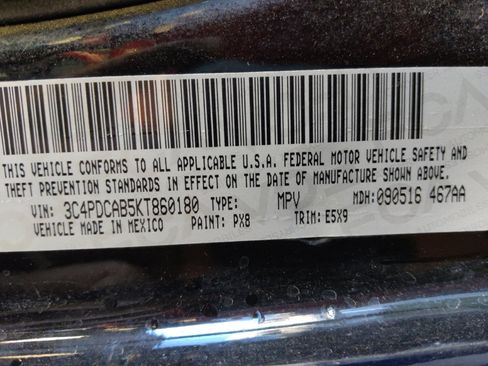 THIS VEHICLE CONFORMS TO ALL APPLICABLE U.S.A. FEDERAL MOTOR VEHICLE SAFETY AND
THEFT PREVENTION STANDARDS IN EFFECT ON THE DATE OF MANUFACTURE SHOWN ABOVE.
VIN: 3C4PDCAB5KT860180 TYPE: MPV MDH: 090516 467AA
VEHICLE MADE IN MEXICO PAINT: PX8 TRIM: E5X9